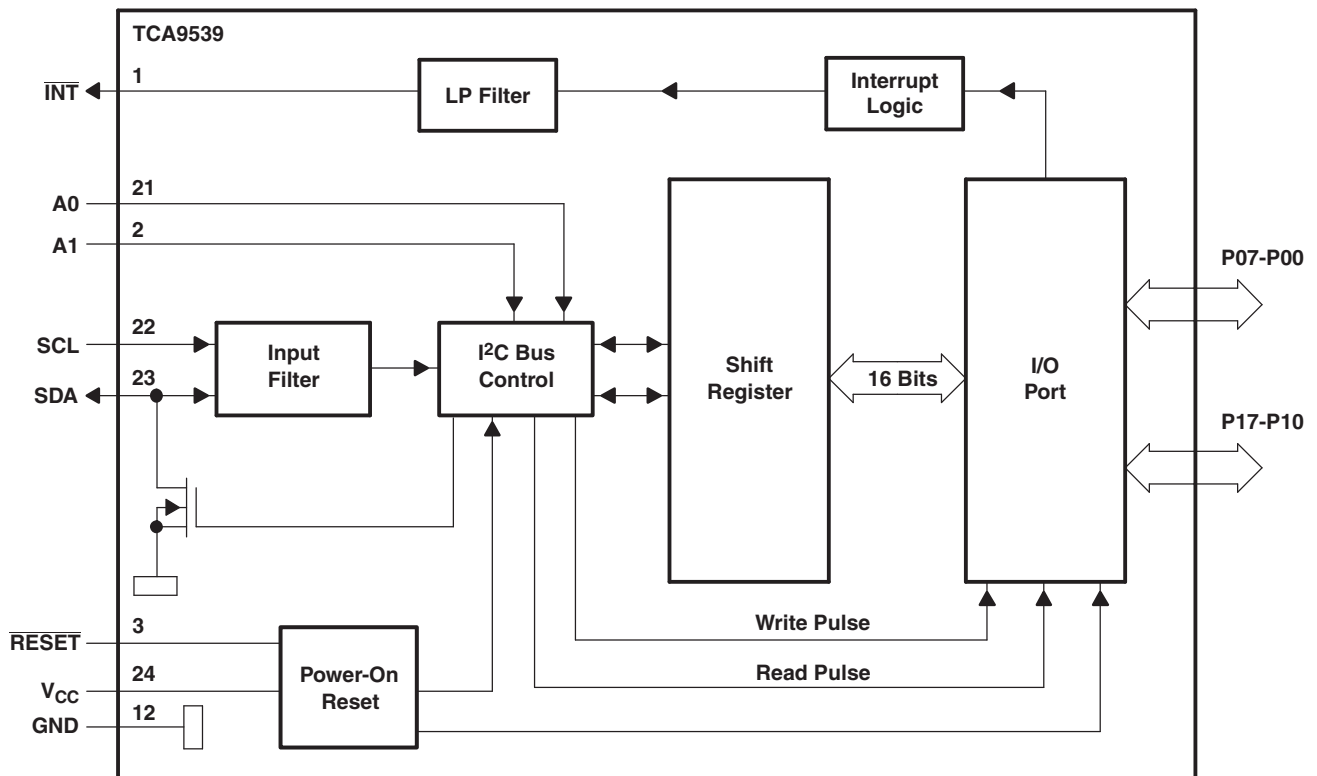 TCA9539
1
INT
LP Filter
Interrupt
Logic
21
A0
2
A1
P07-P00
22
SCL
Input
Filter
I²C Bus
Control
Shift
Register
16 Bits
I/O
Port
23
SDA
P17-P10
3
RESET
Write Pulse
Power-On
Reset
Read Pulse
24
VCC
12
GND